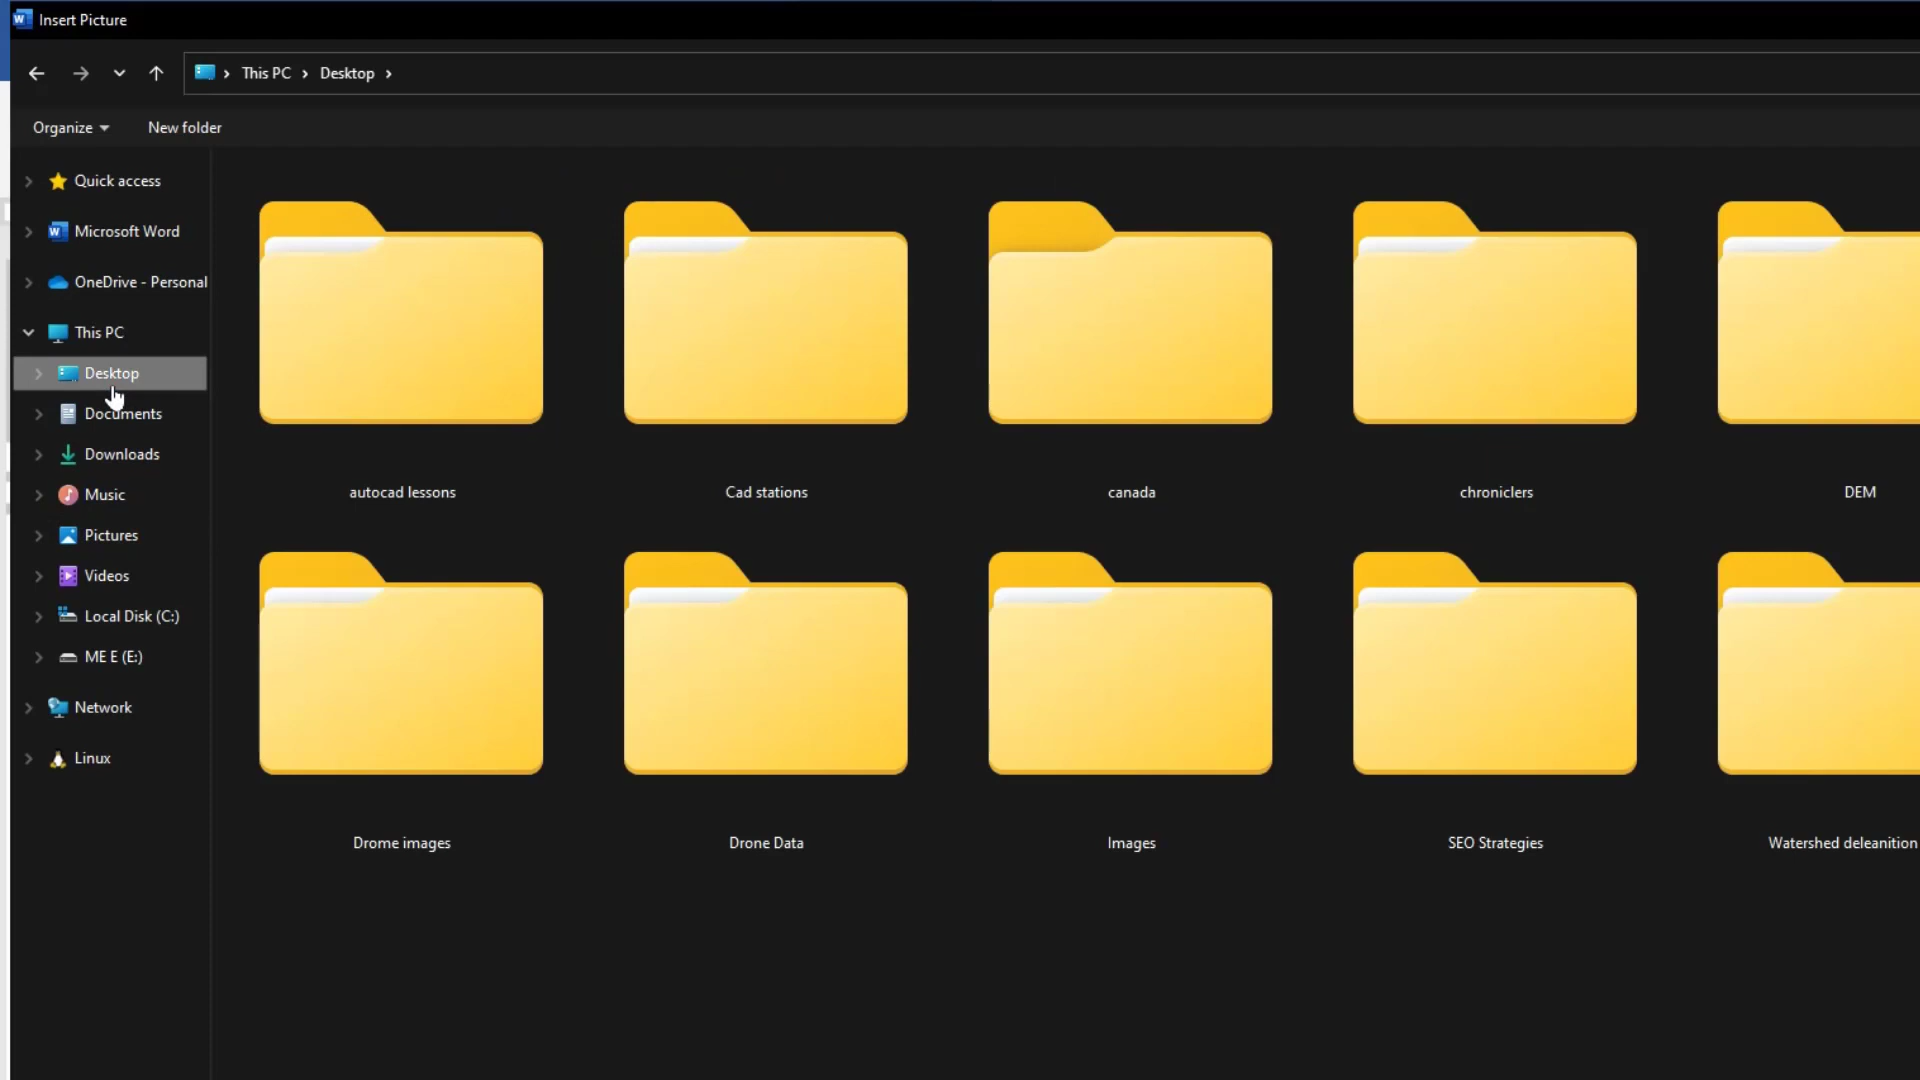 Insert Picture
This PC
Desktop
Organize
New folder
Quick access
Microsoft Word
OneDrive - Personal
This PC
Desktop
Documents
Downloads
Music
Pictures
Videos
Local Disk (C:)
ME E (E:)
Network
Linux
autocad lessons
Cad stations
canada
chroniclers
DEM
Drome images
Drone Data
Images
SEO Strategies
Watershed deleanition